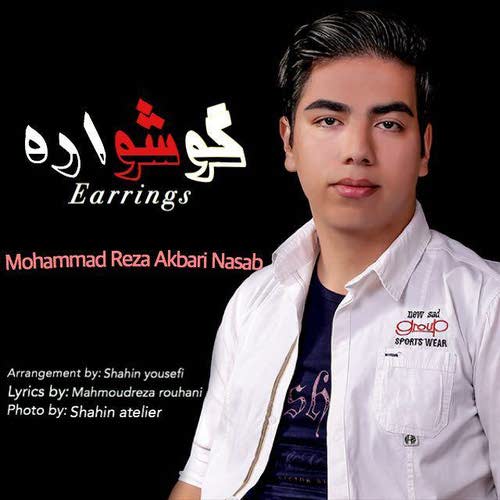 گوشواره
Earrings
Mohammad Reza Akbari Nasab
new sad
group
SPORTS WEAR
Arrangement by: Shahin yousefi
Lyrics by: Mahmoudreza rouhani
Photo by: Shahin atelier